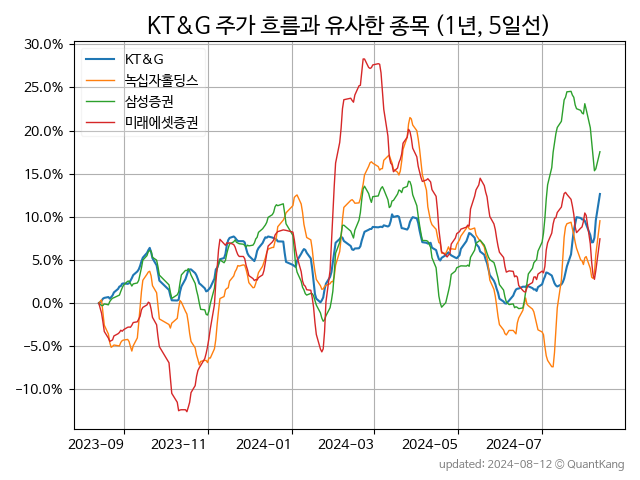 KT&G 주가 흐름과 유사한 종목 (1년, 5일선)
30.0%
25.0%
20.0%
15.0%
10.0%
5.0%
0.0%
−5.0%
−10.0%
KT&G
녹십자홀딩스
삼성증권
미래에셋증권
2023-09
2023-11
2024-01
2024-03
2024-05
2024-07
updated: 2024-08-12 © QuantKang